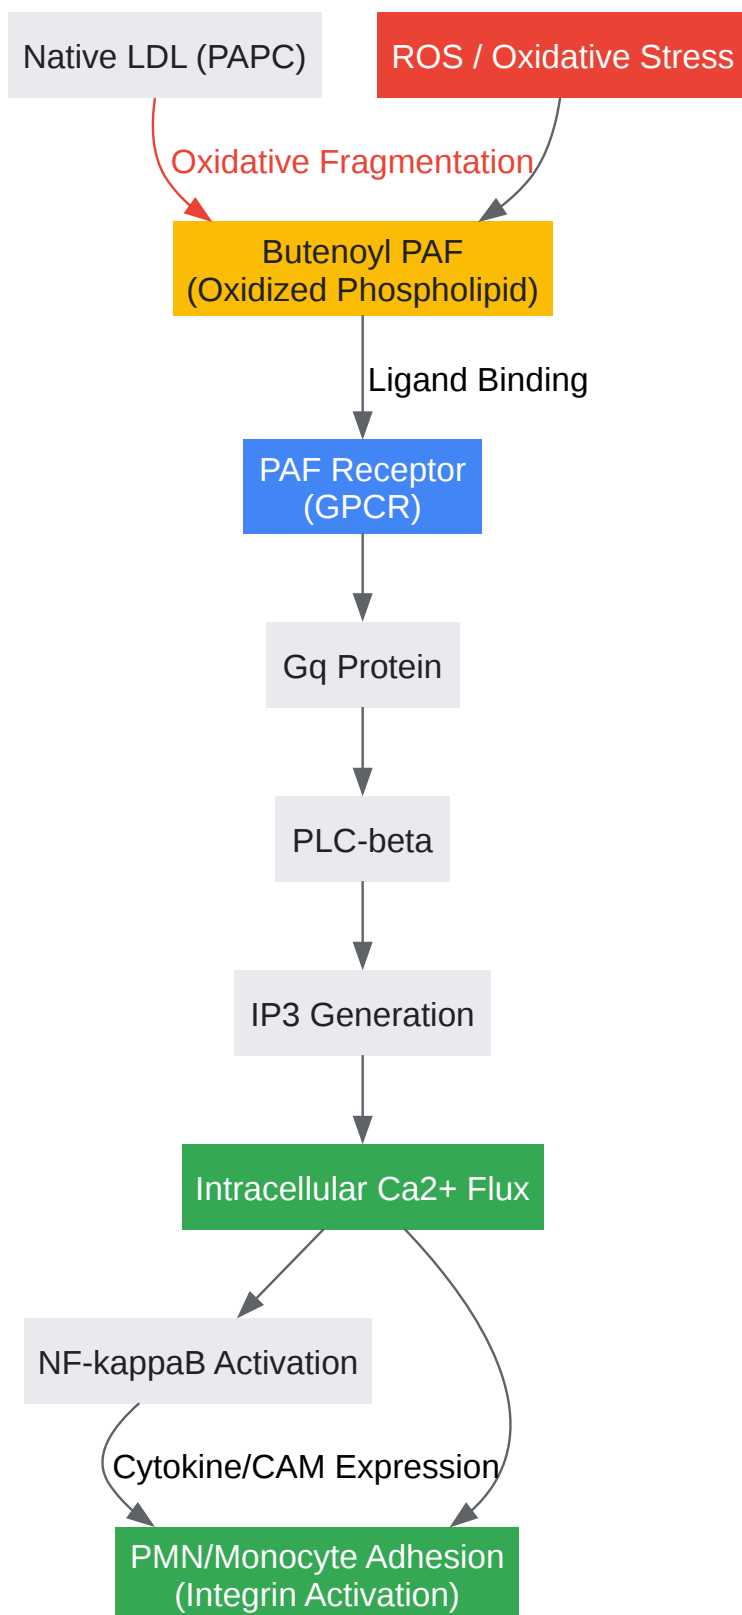 Native LDL (PAPC)
ROS / Oxidative Stress
Oxidative Fragmentation
Butenoyl PAF
(Oxidized Phospholipid)
Ligand Binding
PAF Receptor
(GPCR)
Gq Protein
PLC-beta
IP3 Generation
Intracellular Ca2+ Flux
NF-kappaB Activation
Cytokine/CAM Expression
PMN/Monocyte Adhesion
(Integrin Activation)